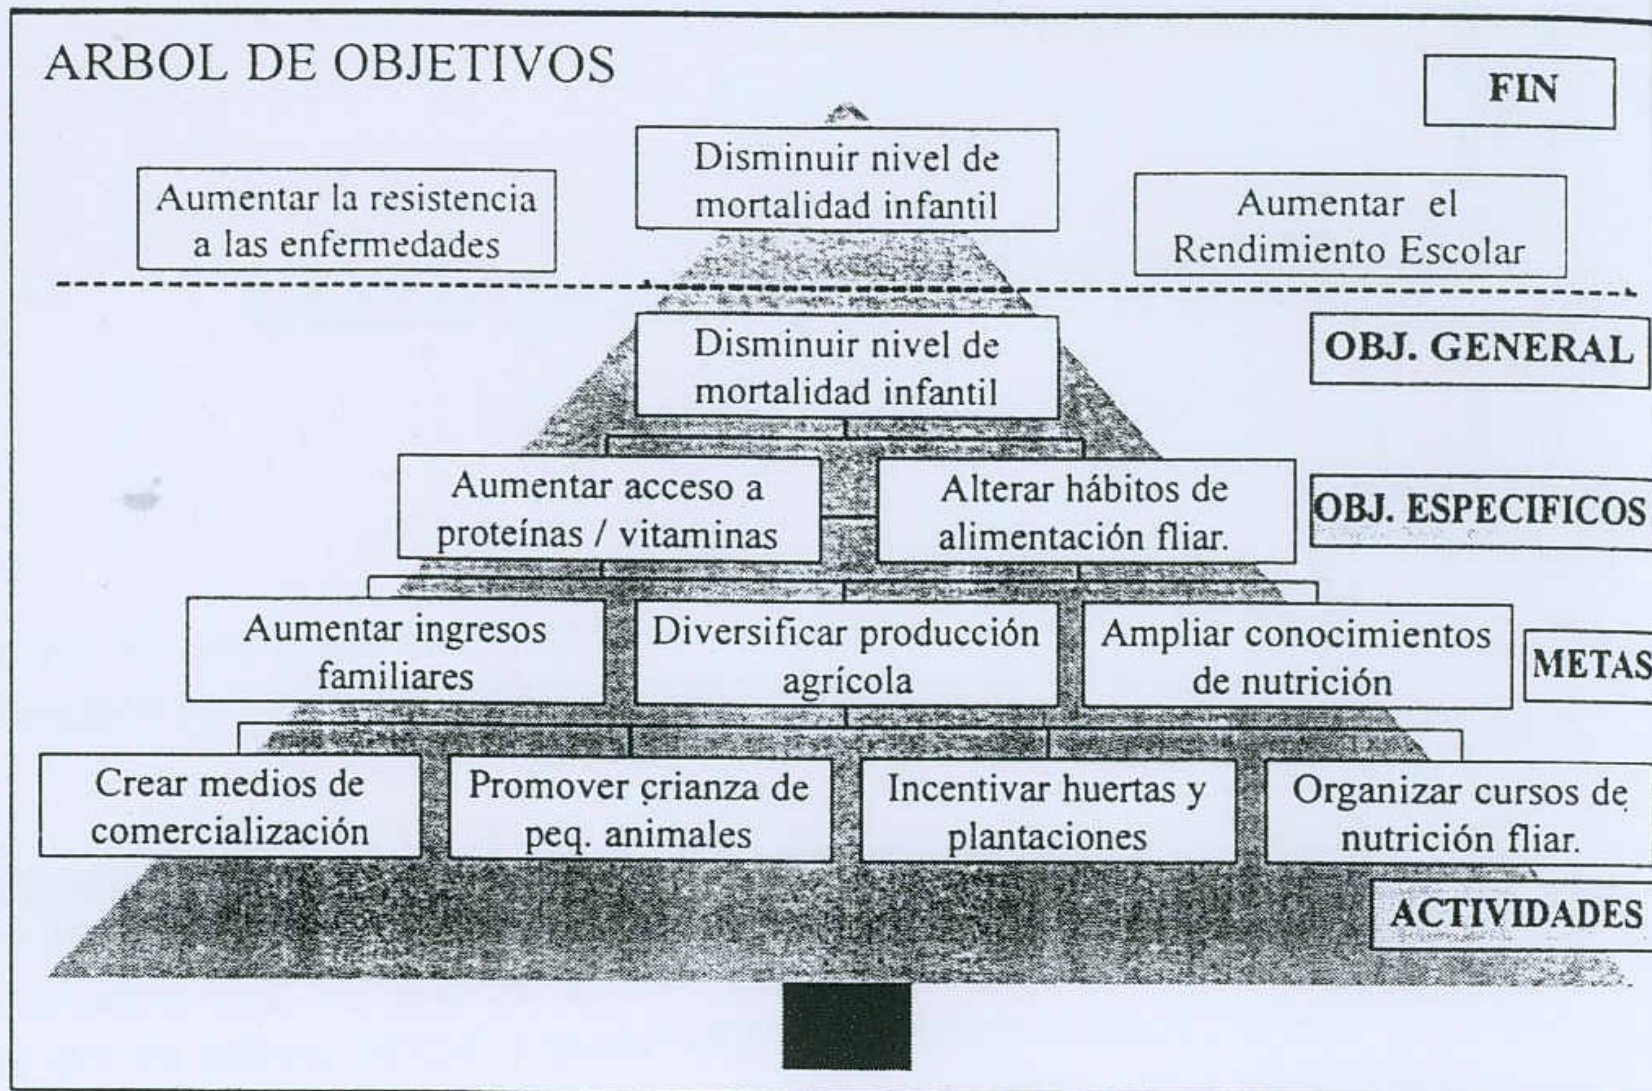 ARBOL DE OBJETIVOS
FIN
Disminuir nivel de
mortalidad infantil
Aumentar la resistencia
a las enfermedades
Aumentar el
Rendimiento Escolar
Disminuir nivel de
mortalidad infantil
OBJ. GENERAL
Aumentar acceso a
proteínas / vitaminas
Alterar hábitos de
alimentación fliar.
OBJ. ESPECIFICOS
Aumentar ingresos
familiares
Diversificar producción
agrícola
Ampliar conocimientos
de nutrición
METAS
Crear medios de
comercialización
Promover crianza de
peq. animales
Incentivar huertas y
plantaciones
Organizar cursos de
nutrición fliar.
ACTIVIDADES